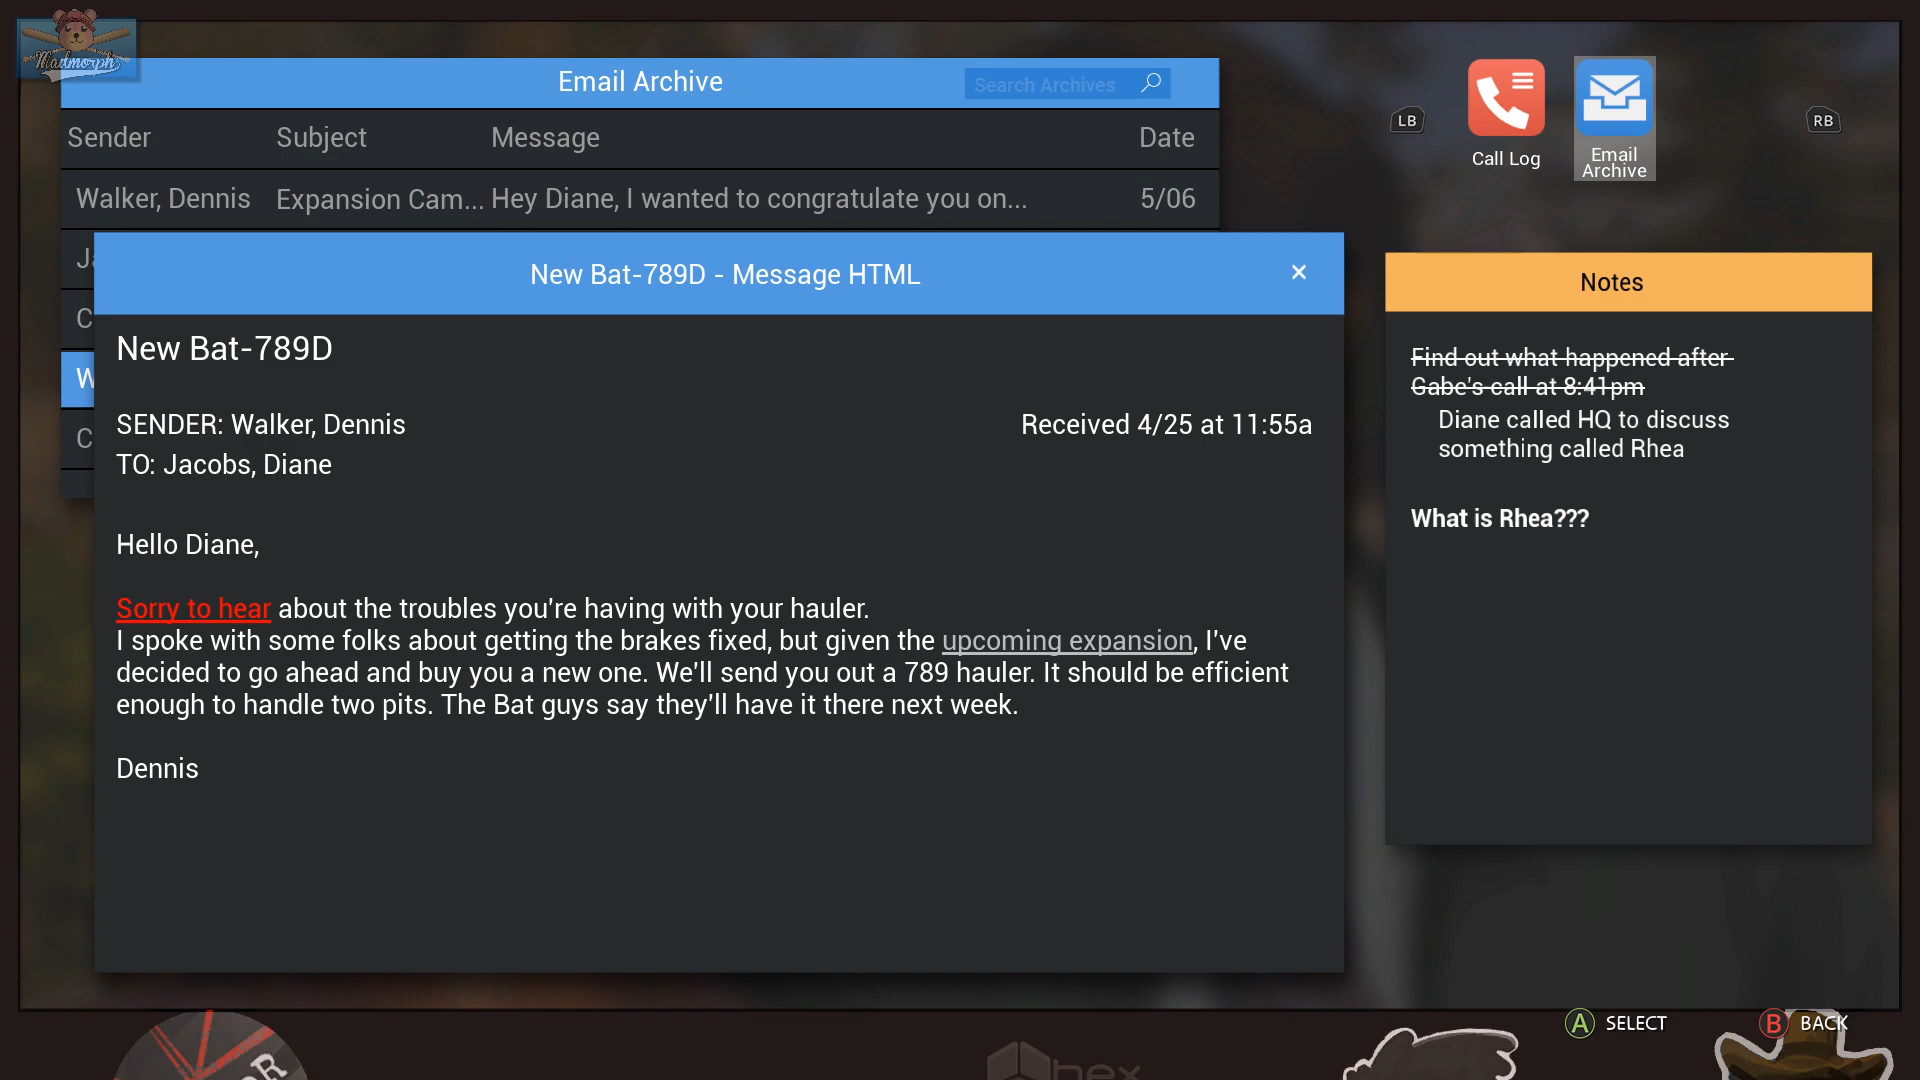 Madmorph
Email Archive
Search Archives
Sender Subject Message Date
Walker, Dennis Expansion Cam... Hey Diane, I wanted to congratulate you on... 5/06
New Bat-789D - Message HTML
×
New Bat-789D
SENDER: Walker, Dennis
Received 4/25 at 11:55a
TO: Jacobs, Diane
Hello Diane,
Sorry to hear about the troubles you're having with your hauler.
I spoke with some folks about getting the brakes fixed, but given the upcoming expansion, I've
decided to go ahead and buy you a new one. We'll send you out a 789 hauler. It should be efficient
enough to handle two pits. The Bat guys say they'll have it there next week.
Dennis
LB
Call Log
Email
Archive
RB
Notes
Find out what happened after
Gabe's call at 8:41pm
Diane called HQ to discuss
something called Rhea
What is Rhea???
A SELECT
B BACK
hex